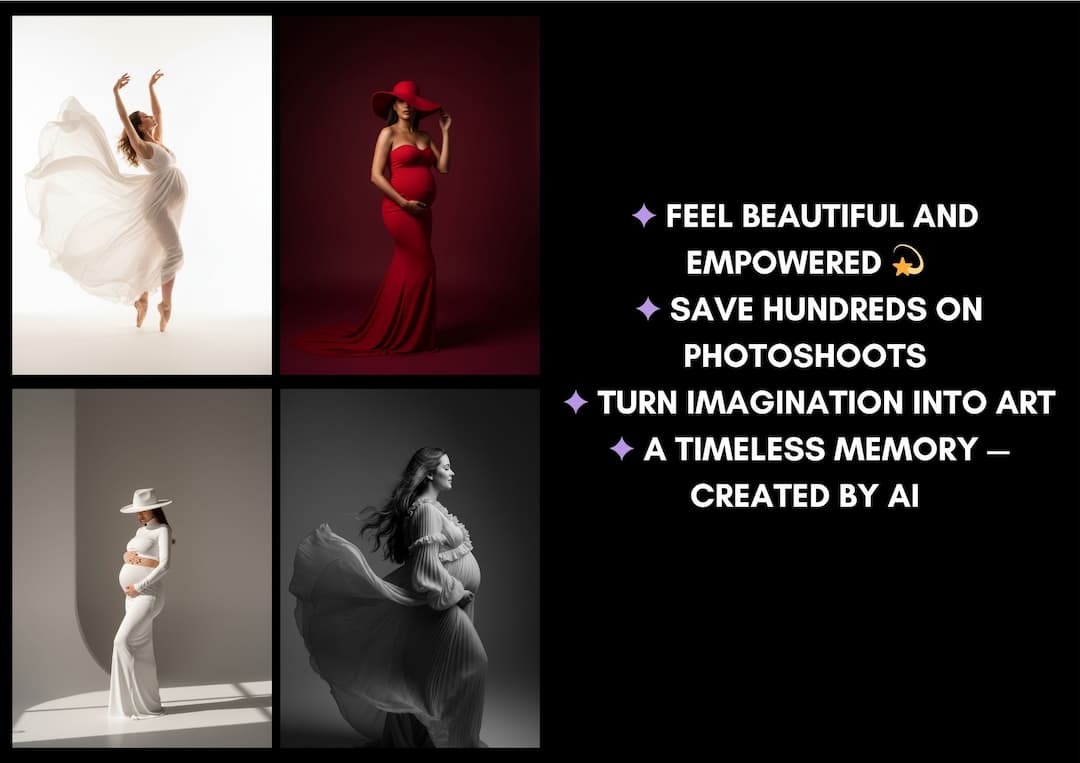 ✦ FEEL BEAUTIFUL AND
EMPOWERED 💫
✦ SAVE HUNDREDS ON
PHOTOSHOOTS
✦ TURN IMAGINATION INTO ART
✦ A TIMELESS MEMORY —
CREATED BY AI